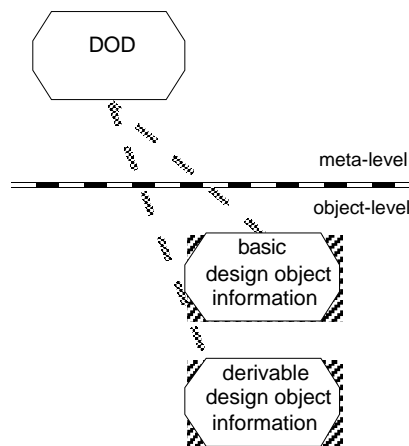 DOD
meta-level
object-level
basic
design object
information
derivable
design object
information